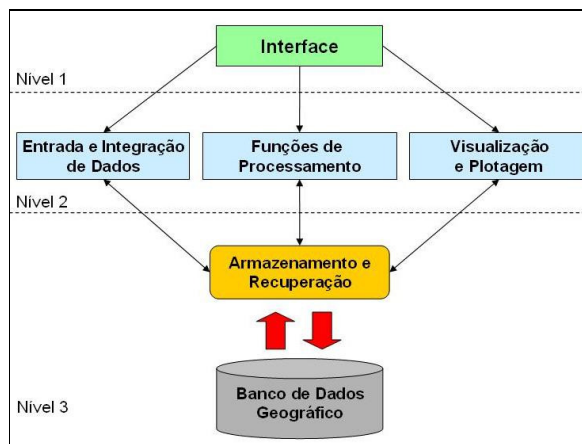 Interface
Nível 1
Entrada e Integração
de Dados
Funções de
Processamento
Visualização
e Plotagem
Nível 2
Armazenamento e
Recuperação
Banco de Dados
Geográfico
Nível 3